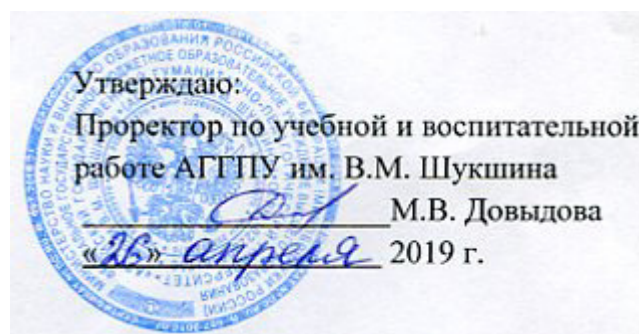 Утверждаю:
Проректор по учебной и воспитательной
работе АГГПУ им. В.М. Шукшина
М.В. Довыдова
«26» апреля 2019 г.